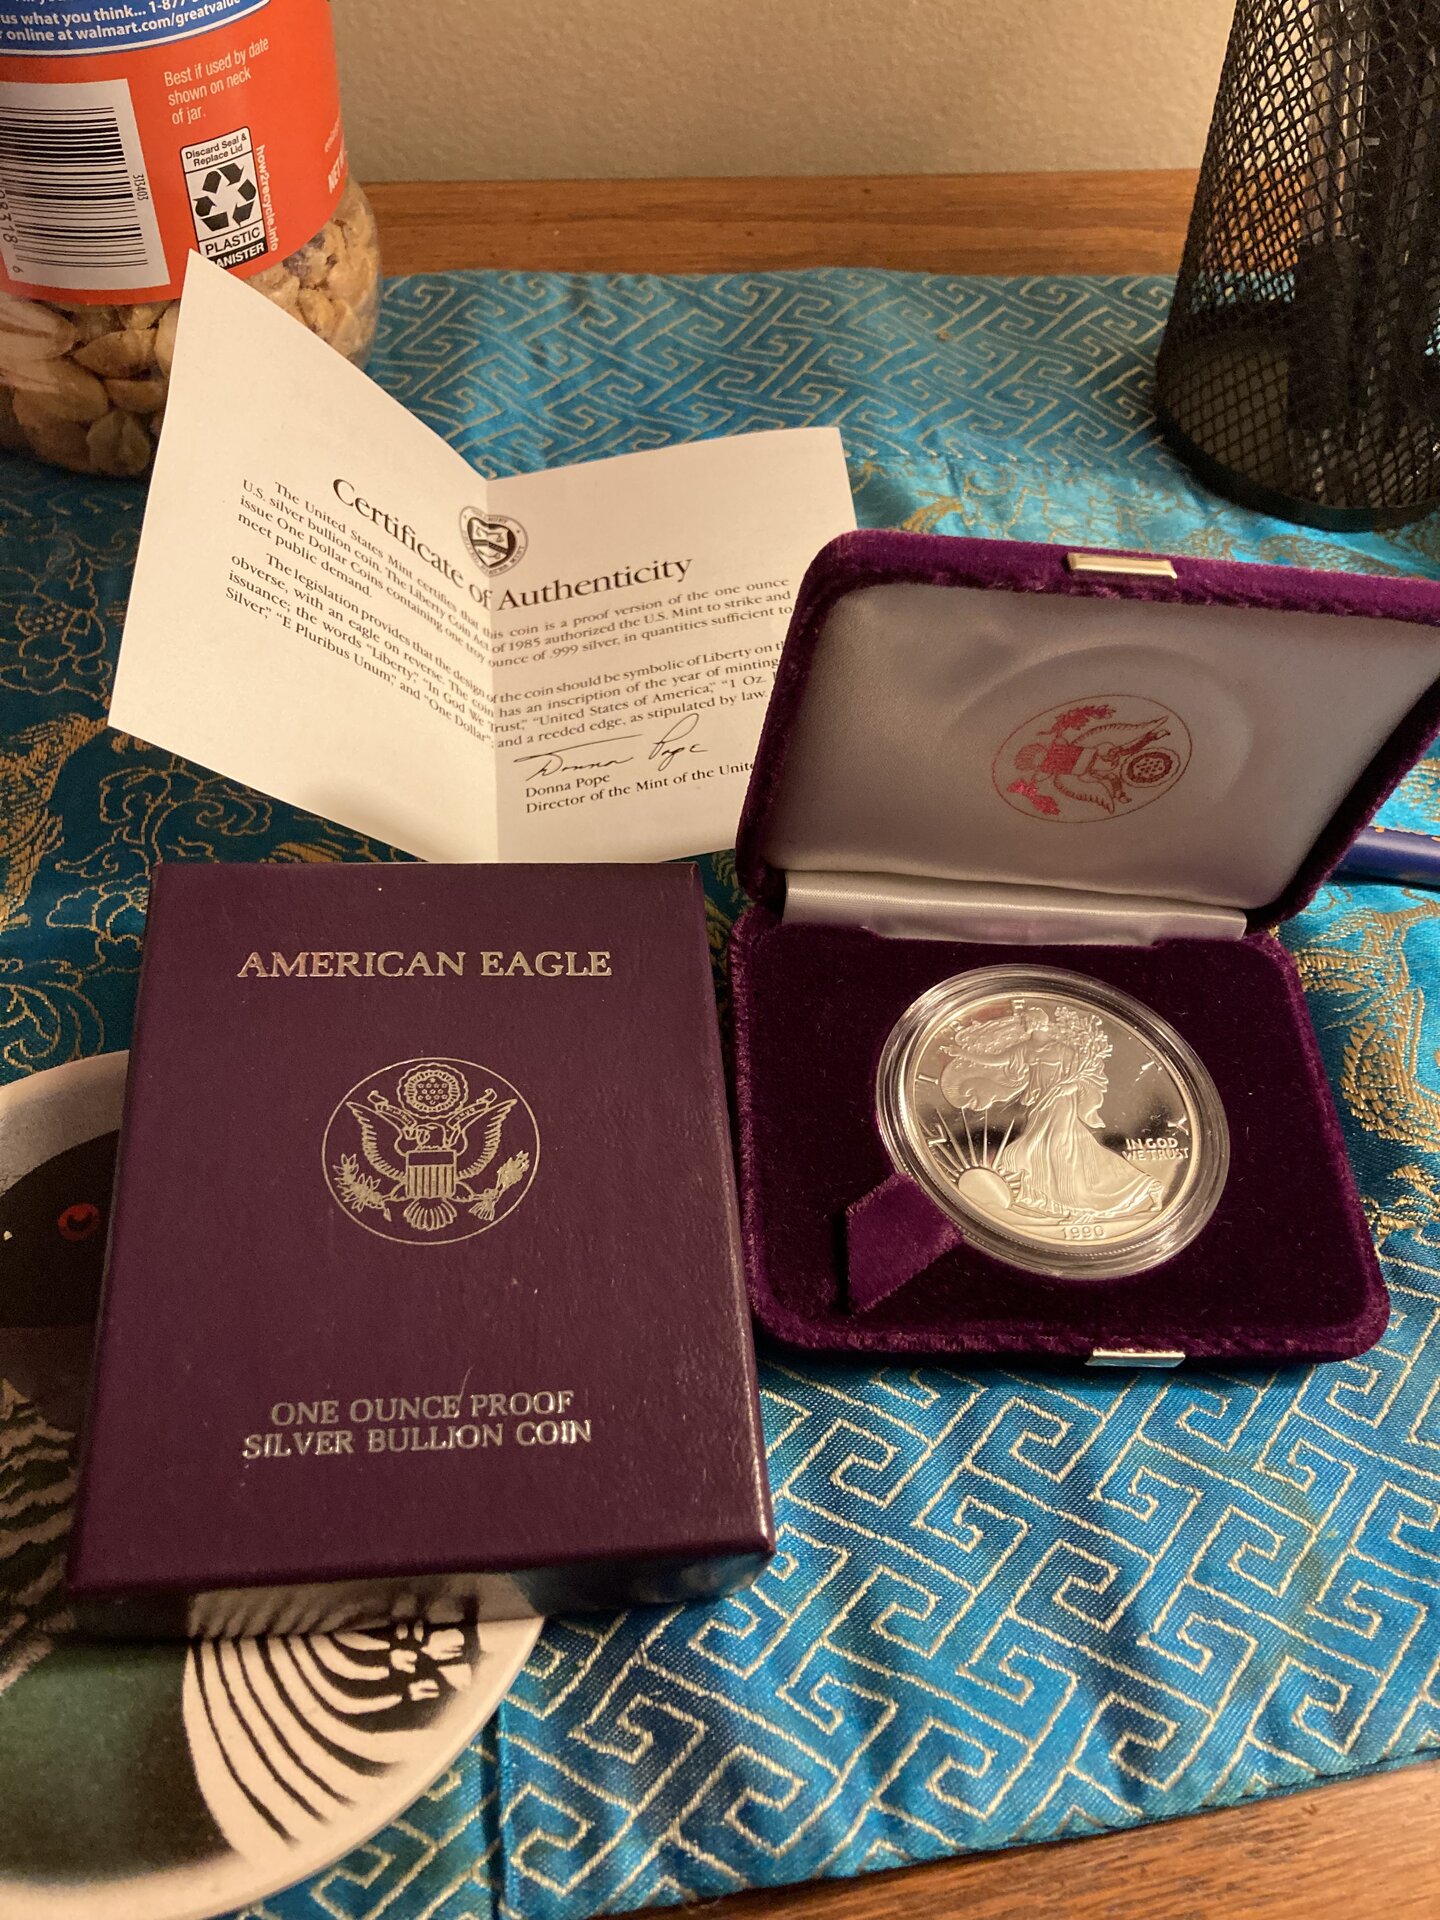 us what you think... 1-877
online at walmart.com/greatvalue
Best if used by date
shown on neck
of jar.
Discard Seal &
Replace Lid
PLASTIC
how2recycle.info
313403
NET
Certificate of Authenticity
The United States Mint certifies that this coin is a proof version of the one ounce
U.S. silver bullion coin. The Liberty Coin Act of 1985 authorized the U.S. Mint to strike and
issue One Dollar Coins containing one troy ounce of .999 silver, in quantities sufficient to
meet public demand.
The legislation provides that the design of the coin should be symbolic of Liberty on
obverse, with an eagle on reverse. The coin has an inscription of the year of minting
issuance; the words "Liberty," "In God We Trust," "United States of America," "1 Oz.
Silver," "E Pluribus Unum," and "One Dollar"; and a reeded edge, as stipulated by law.
Donna Pope
Donna Pope
Director of the Mint of the
AMERICAN EAGLE
ONE OUNCE PROOF
SILVER BULLION COIN
LIBERTY
IN GOD
WE TRUST
1990